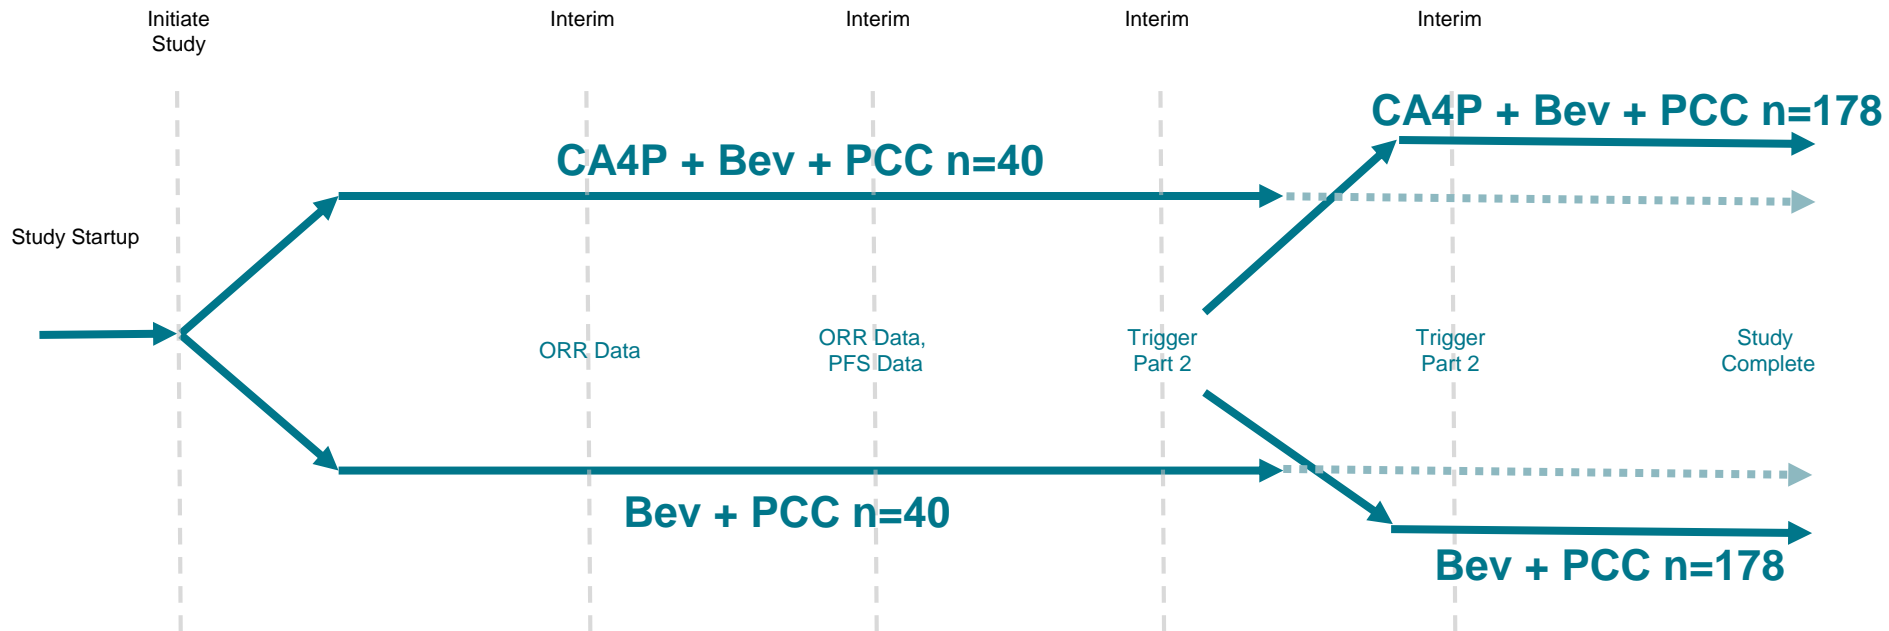 Initiate
Study
Interim
Interim
Interim
Interim
CA4P + Bev + PCC n=178
CA4P + Bev + PCC n=40
Study Startup
ORR Data
ORR Data,
PFS Data
Trigger
Part 2
Trigger
Part 2
Study
Complete
Bev + PCC n=40
Bev + PCC n=178